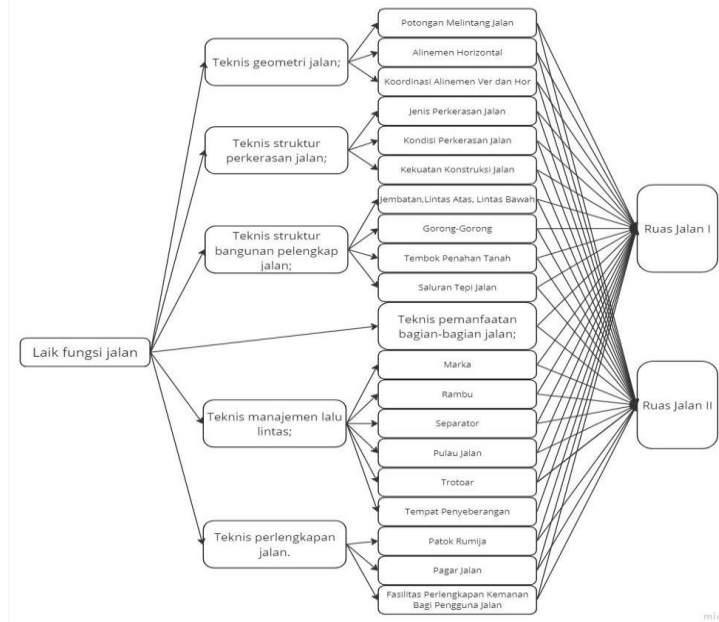 Potongan Melintang Jalan
Teknis geometri jalan;
Alinemen Horizontal
Koordinasi Alinemen Ver dan Hor
Jenis Perkerasan Jalan
Teknis struktur
perkerasan jalan;
Kondisi Perkerasan Jalan
Kekuatan Konstruksi Jalan
Jembatan,Lintas Atas, Lintas Bawah
Teknis struktur
bangunan pelengkap
jalan;
Gorong-Gorong
Tembok Penahan Tanah
Saluran Tepi Jalan
Ruas Jalan I
Teknis pemanfaatan
bagian-bagian jalan;
Laik fungsi jalan
Marka
Rambu
Teknis manajemen lalu
lintas;
Separator
Pulau Jalan
Trotoar
Tempat Penyeberangan
Ruas Jalan II
Teknis perlengkapan
jalan.
Patok Rumija
Pagar Jalan
Fasilitas Perlengkapan Kemanan
Bagi Pengguna Jalan